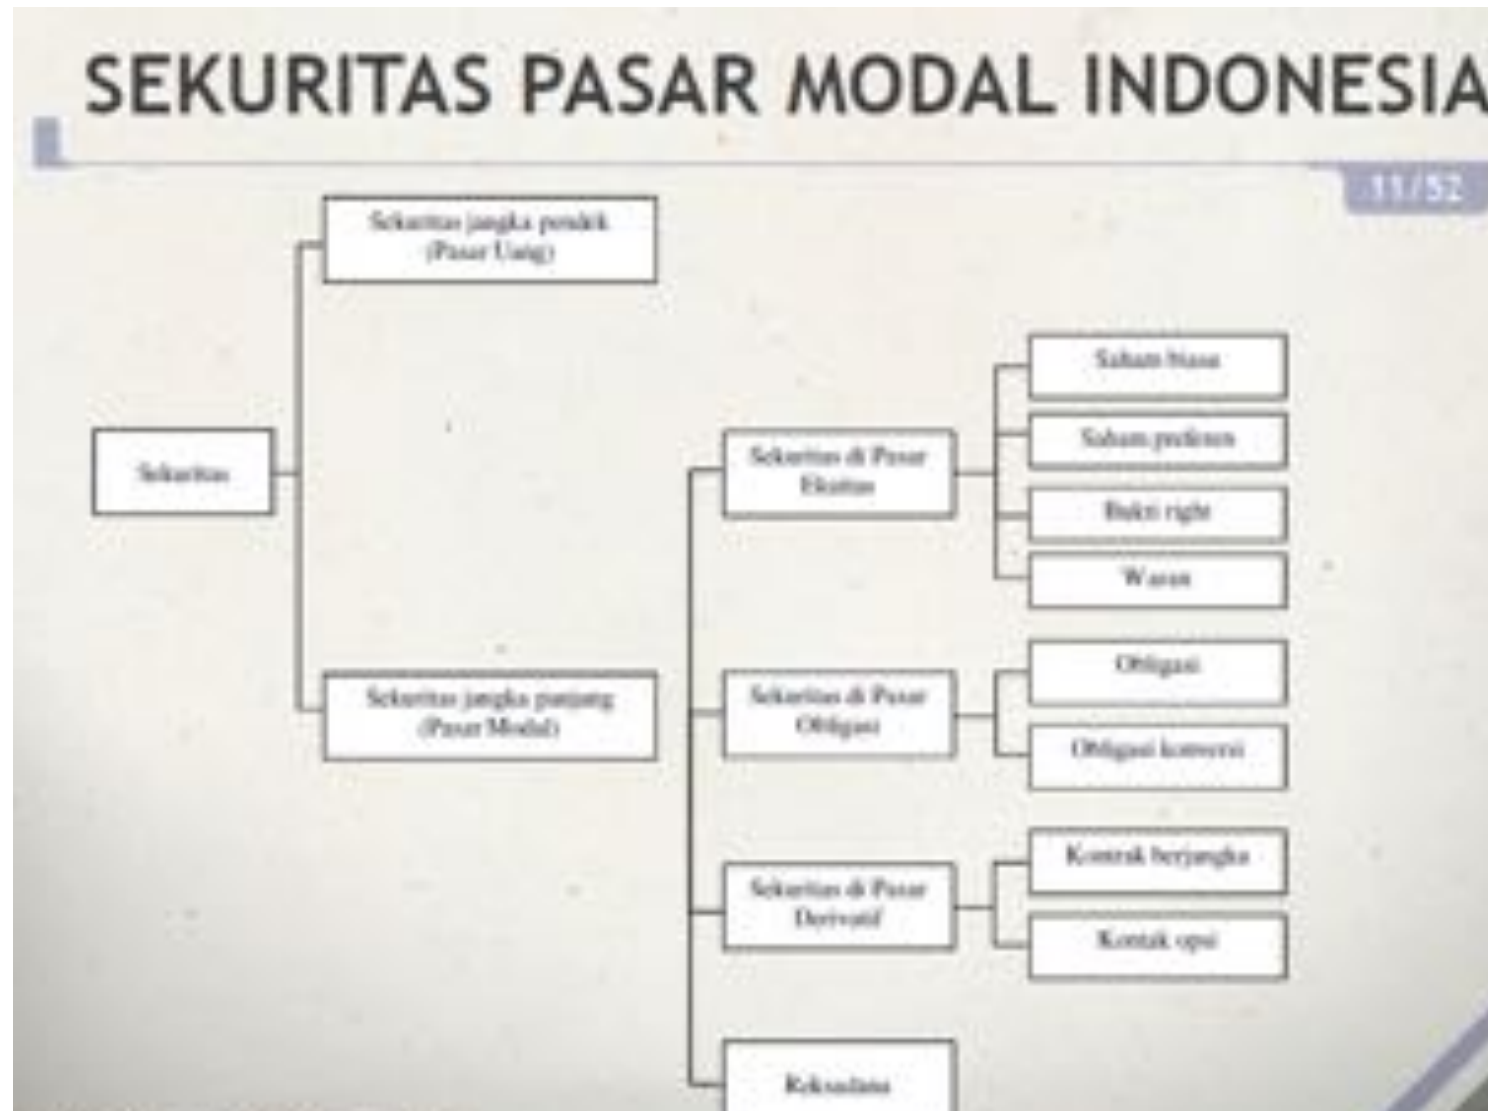 SEKURITAS PASAR MODAL INDONESIA
11/52
Sekuritas jangka pendek
(Pasar Uang)
Saham biasa
Saham preferen
Sekuritas di Pasar
Ekuitas
Sekuritas
Bukti right
Waran
Obligasi
Sekuritas jangka panjang
(Pasar Modal)
Sekuritas di Pasar
Obligasi
Obligasi konversi
Kontrak berjangka
Sekuritas di Pasar
Derivatif
Kontak opsi
Reksadana